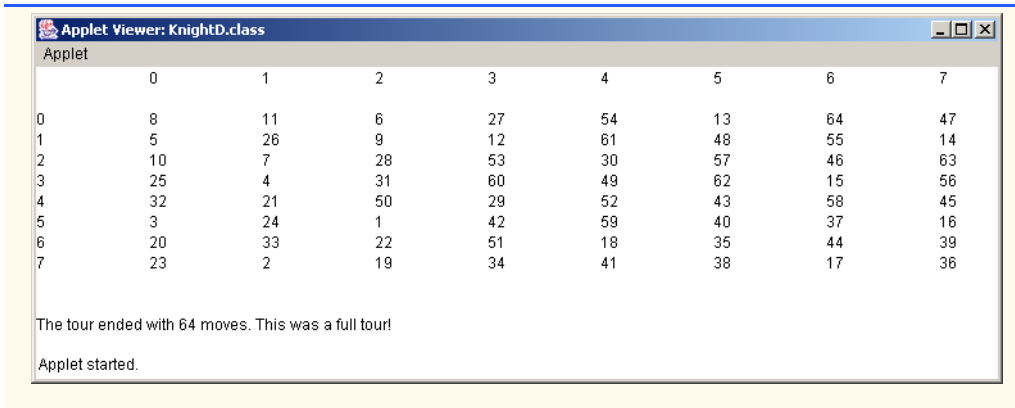 Applet Viewer: KnightD.class
Applet
0 1 2 3 4 5 6 7
0 8 11 6 27 54 13 64 47
1 5 26 9 12 61 48 55 14
2 10 7 28 53 30 57 46 63
3 25 4 31 60 49 62 15 56
4 32 21 50 29 52 43 58 45
5 3 24 1 42 59 40 37 16
6 20 33 22 51 18 35 44 39
7 23 2 19 34 41 38 17 36
The tour ended with 64 moves. This was a full tour!
Applet started.